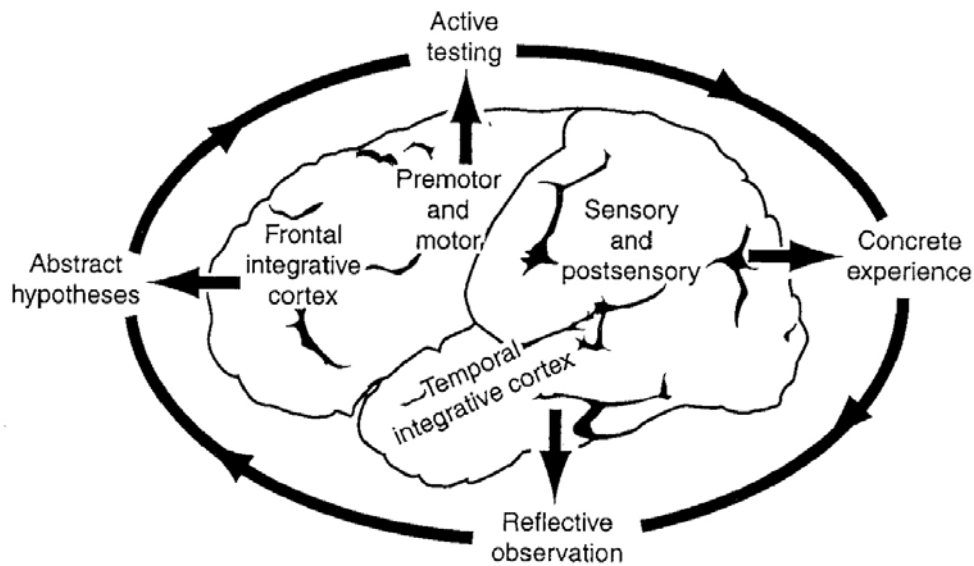 Active
testing
Premotor
and
motor
Sensory
and
postsensory
Frontal
integrative
cortex
Abstract
hypotheses
Concrete
experience
Temporal
integrative cortex
Reflective
observation